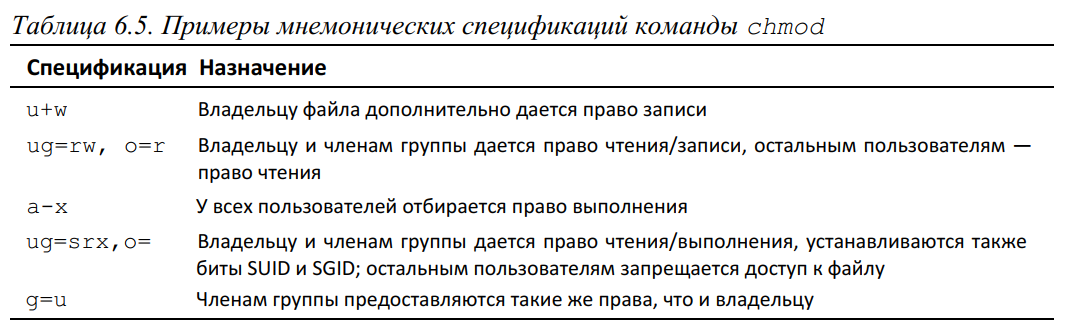 Таблица 6.5. Примеры мнемонических спецификаций команды chmod
Спецификация Назначение
u+w Владельцу файла дополнительно дается право записи
ug=rw, o=r Владельцу и членам группы дается право чтения/записи, остальным пользователям —
право чтения
a-x У всех пользователей отбирается право выполнения
ug=srx,o= Владельцу и членам группы дается право чтения/выполнения, устанавливаются также
биты SUID и SGID; остальным пользователям запрещается доступ к файлу
g=u Членам группы предоставляются такие же права, что и владельцу